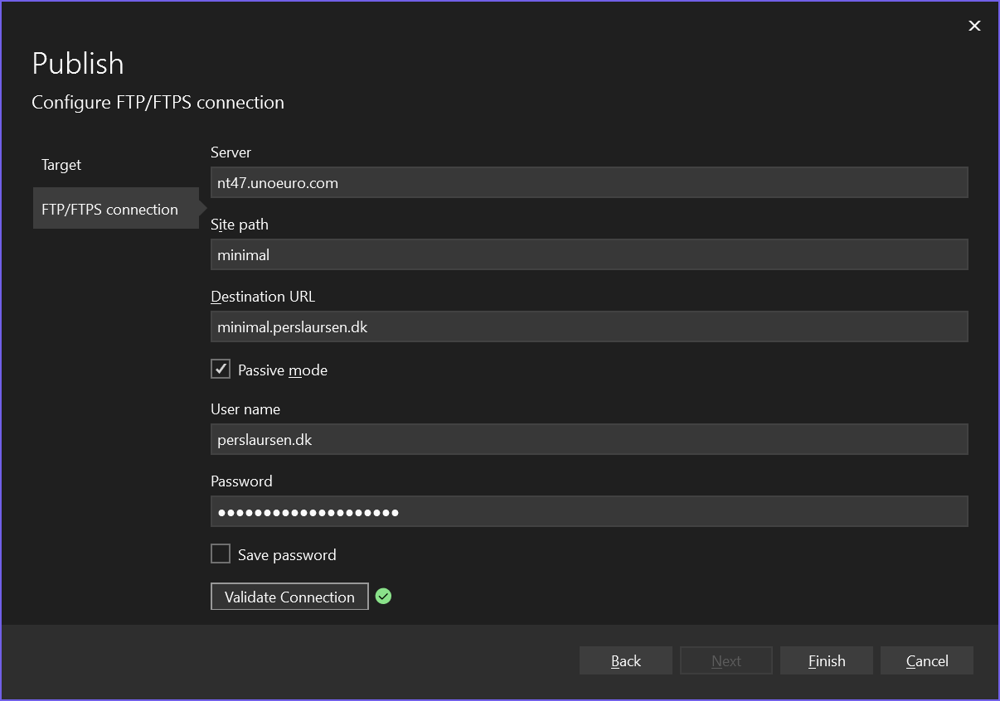 Publish
Configure FTP/FTPS connection
Target
FTP/FTPS connection
Server
nt47.unoeuro.com
Site path
minimal
Destination URL
minimal.perslaursen.dk
Passive mode
User name
perslaursen.dk
Password
●●●●●●●●●●●●●●●●●●●●
Save password
Validate Connection
Back Next Finish Cancel